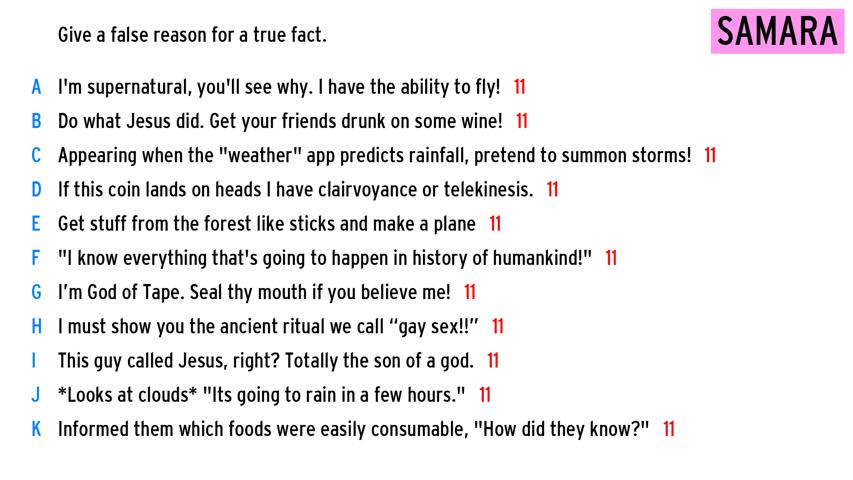 Give a false reason for a true fact.
SAMARA
A I'm supernatural, you'll see why. I have the ability to fly! 11
B Do what Jesus did. Get your friends drunk on some wine! 11
C Appearing when the "weather" app predicts rainfall, pretend to summon storms! 11
D If this coin lands on heads I have clairvoyance or telekinesis. 11
E Get stuff from the forest like sticks and make a plane 11
F "I know everything that's going to happen in history of humankind!" 11
G I’m God of Tape. Seal thy mouth if you believe me! 11
H I must show you the ancient ritual we call “gay sex!!” 11
I This guy called Jesus, right? Totally the son of a god. 11
J *Looks at clouds* "Its going to rain in a few hours." 11
K Informed them which foods were easily consumable, "How did they know?" 11